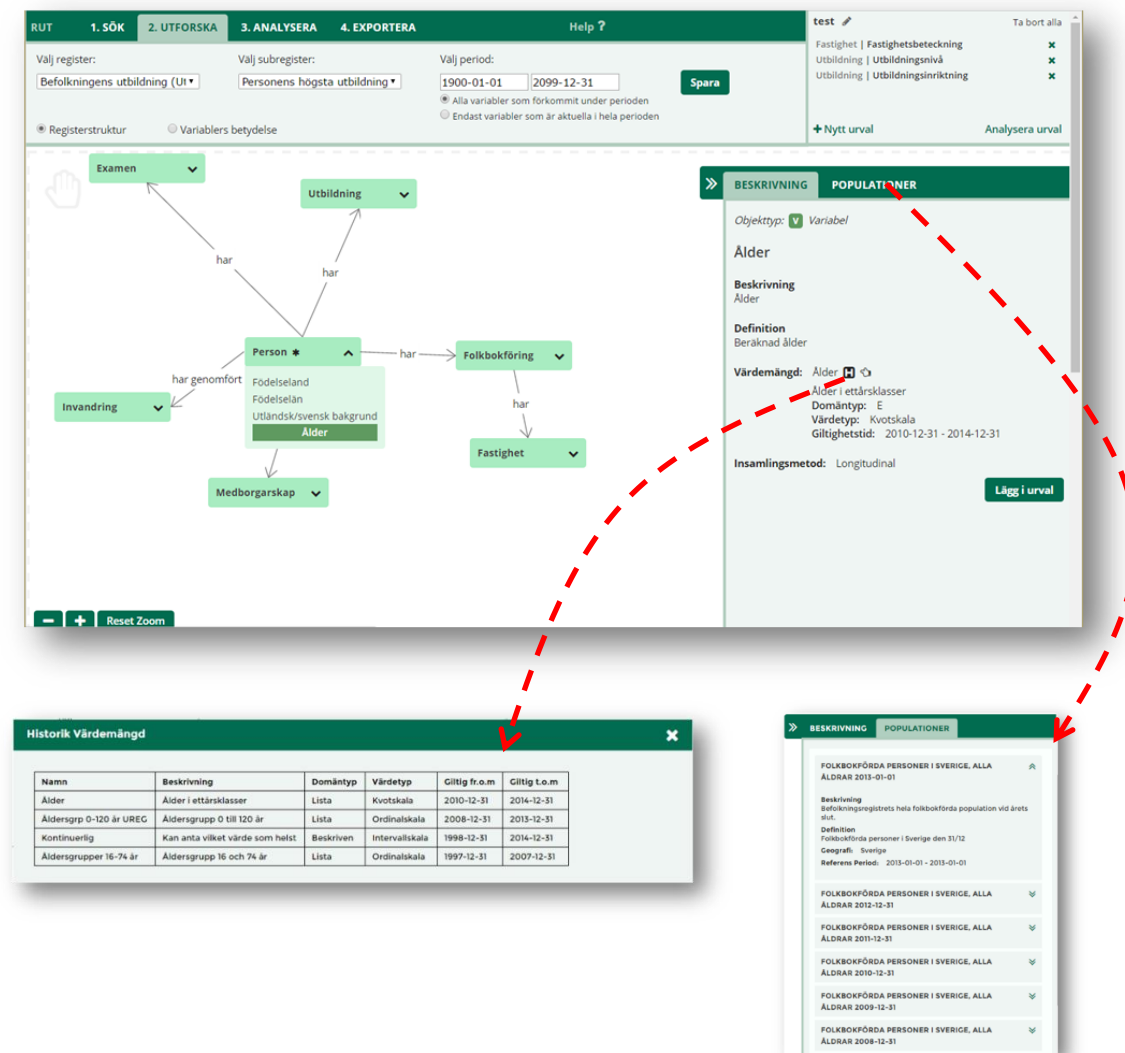 RUT 1. SÖK 2. UTFORSKA 3. ANALYSERA 4. EXPORTERA Help ?
Välj register: Välj subregister: Välj period:
Befolkningens utbildning (Ut Personens högsta utbildning 1900-01-01 2099-12-31 Spara
Alla variabler som förkommit under perioden
Endast variabler som är aktuella i hela perioden
Registerstruktur Variablers betydelse
test Ta bort alla
Fastighet | Fastighetsbeteckning
Utbildning | Utbildningsnivå
Utbildning | Utbildningsinriktning
Nytt urval Analysera urval
Examen
Utbildning
har
har
Person ✱
har
Folkbokföring
har genomfört
Födelseland
Födelselän
Utländsk/svensk bakgrund
Ålder
Invandring
har
Fastighet
Medborgarskap
Reset Zoom
BESKRIVNING POPULATIONER
Objekttyp: V Variabel
Ålder
Beskrivning
Ålder
Definition
Beräknad ålder
Värdemängd: Ålder H
Ålder i ettårsklasser
Domäntyp: E
Värdetyp: Kvotskala
Giltighetstid: 2010-12-31 - 2014-12-31
Insamlingsmetod: Longitudinal
Lägg i urval
Historik Värdemängd
Namn Beskrivning Domäntyp Värdetyp Giltig fr.o.m Giltig t.o.m
Ålder Ålder i ettårsklasser Lista Kvotskala 2010-12-31 2014-12-31
Åldersgrp 0-120 år UREG Åldersgrupp 0 till 120 år Lista Ordinalskala 2008-12-31 2013-12-31
Kontinuerlig Kan anta vilket värde som helst Beskriven Intervallskala 1998-12-31 2014-12-31
Åldersgrupper 16-74 år Åldersgrupp 16 och 74 år Lista Ordinalskala 1997-12-31 2007-12-31
BESKRIVNING POPULATIONER
FOLKBOKFÖRDA PERSONER I SVERIGE, ALLA
ÅLDRAR 2013-01-01
Beskrivning
Befolkningsregistrets hela folkbokförda population vid årets
slut.
Definition
Folkbokförda personer i Sverige den 31/12
Geografi: Sverige
Referens Period: 2013-01-01 - 2013-01-01
FOLKBOKFÖRDA PERSONER I SVERIGE, ALLA
ÅLDRAR 2012-12-31
FOLKBOKFÖRDA PERSONER I SVERIGE, ALLA
ÅLDRAR 2011-12-31
FOLKBOKFÖRDA PERSONER I SVERIGE, ALLA
ÅLDRAR 2010-12-31
FOLKBOKFÖRDA PERSONER I SVERIGE, ALLA
ÅLDRAR 2009-12-31
FOLKBOKFÖRDA PERSONER I SVERIGE, ALLA
ÅLDRAR 2008-12-31